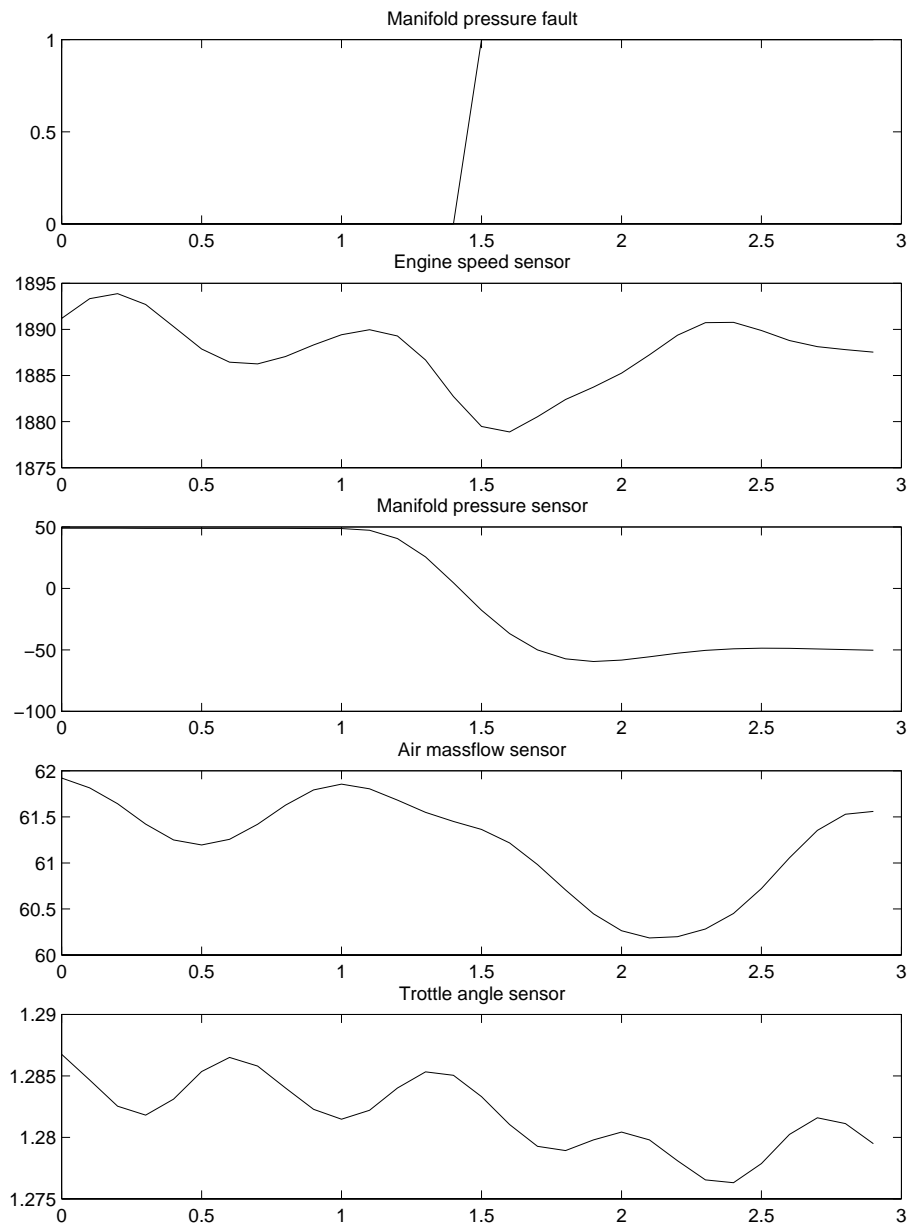 Manifold pressure fault
1
0.5
0
0 0.5 1 1.5 2 2.5 3
Engine speed sensor
1895
1890
1885
1880
1875
0 0.5 1 1.5 2 2.5 3
Manifold pressure sensor
50
0
−50
−100
0 0.5 1 1.5 2 2.5 3
Air massflow sensor
62
61.5
61
60.5
60
0 0.5 1 1.5 2 2.5 3
Trottle angle sensor
1.29
1.285
1.28
1.275
0 0.5 1 1.5 2 2.5 3